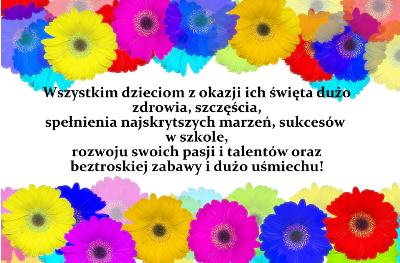 Wszystkim dzieciom z okazji ich święta dużo
zdrowia, szczęścia,
spełnienia najskrytszych marzeń, sukcesów
w szkole,
rozwoju swoich pasji i talentów oraz
beztroskiej zabawy i dużo uśmiechu!